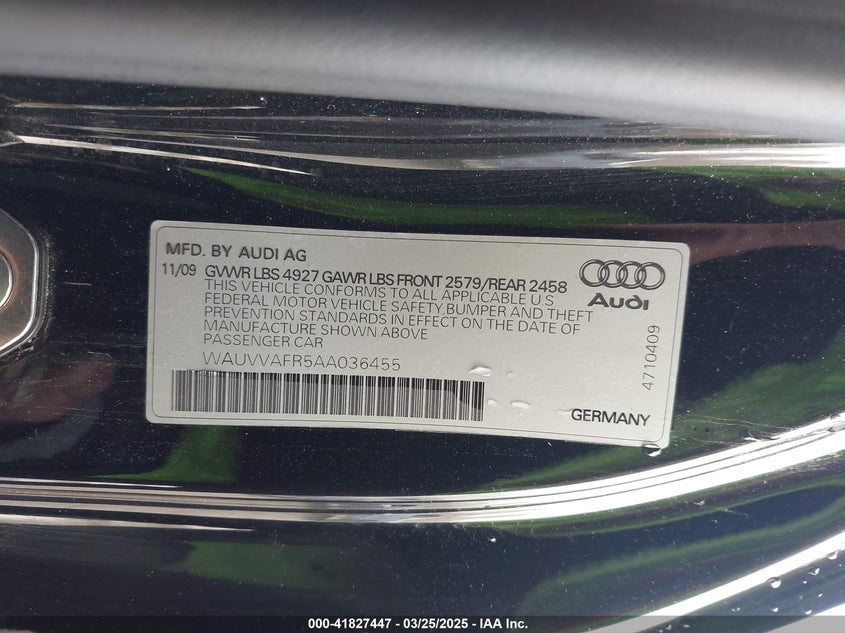 MFD. BY AUDI AG
11/09 GVWR LBS 4927 GAWR LBS FRONT 2579/REAR 2458
THIS VEHICLE CONFORMS TO ALL APPLICABLE U.S
FEDERAL MOTOR VEHICLE SAFETY,BUMPER AND THEFT
PREVENTION STANDARDS IN EFFECT ON THE DATE OF
MANUFACTURE SHOWN ABOVE
PASSENGER CAR
WAUVVAFR5AA036455
Audi
4710409
GERMANY
000-41827447 - 03/25/2025 - IAA Inc.